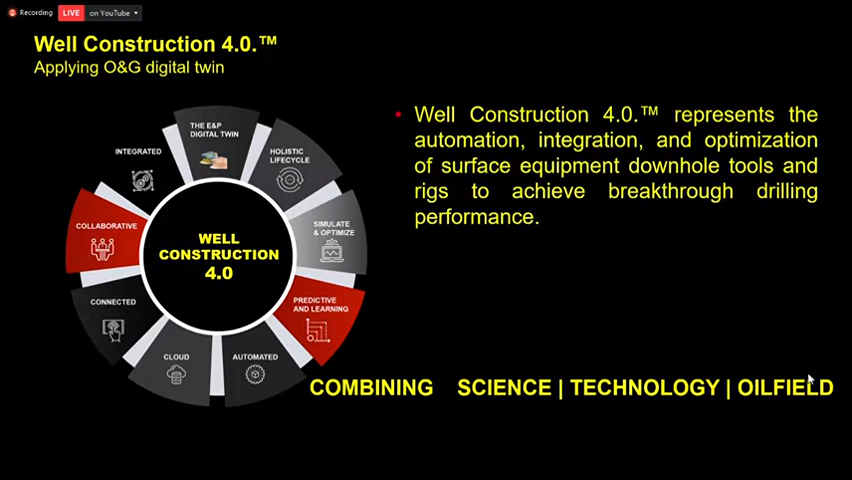 Recording LIVE on YouTube
Well Construction 4.0.™
Applying O&G digital twin
THE E&P
DIGITAL TWIN
INTEGRATED
HOLISTIC
LIFECYCLE
COLLABORATIVE
SIMULATE
& OPTIMIZE
WELL
CONSTRUCTION
4.0
CONNECTED
PREDICTIVE
AND LEARNING
CLOUD
AUTOMATED
• Well Construction 4.0.™ represents the
automation, integration, and optimization
of surface equipment downhole tools and
rigs to achieve breakthrough drilling
performance.
COMBINING SCIENCE | TECHNOLOGY | OILFIELD